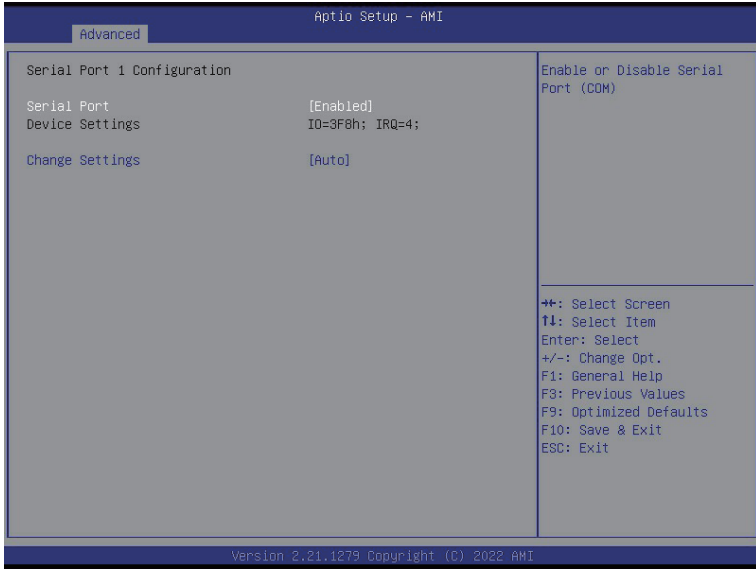 Aptio Setup – AMI
Advanced
Serial Port 1 Configuration
Serial Port [Enabled]
Device Settings IO=3F8h; IRQ=4;
Change Settings [Auto]
Enable or Disable Serial
Port (COM)
→←: Select Screen
↑↓: Select Item
Enter: Select
+/-: Change Opt.
F1: General Help
F3: Previous Values
F9: Optimized Defaults
F10: Save & Exit
ESC: Exit
Version 2.21.1279 Copyright (C) 2022 AMI